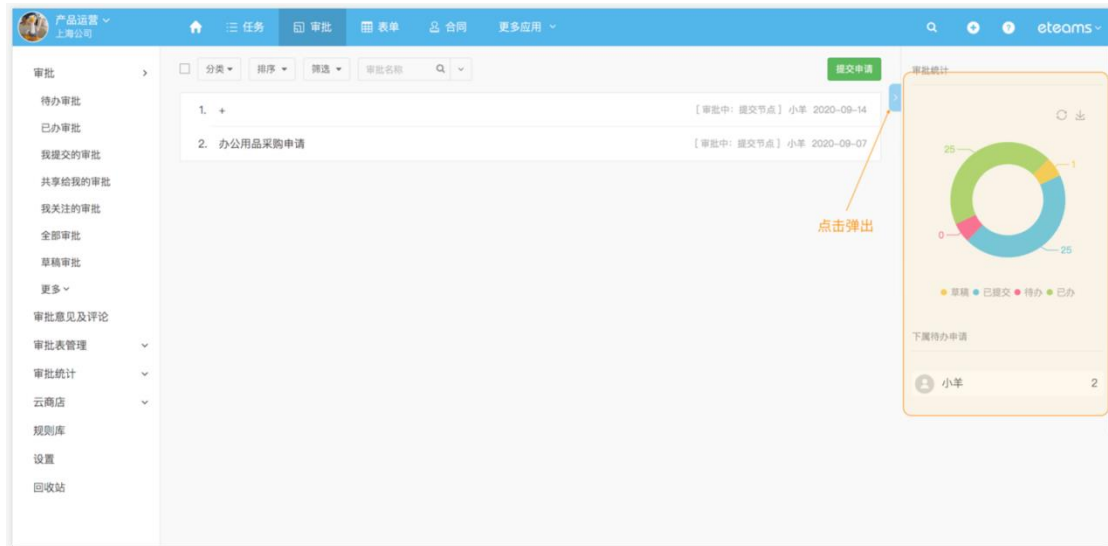 产品运营
上海公司
任务 审批 表单 合同 更多应用 eteams
审批
待办审批
已办审批
我提交的审批
共享给我的审批
我关注的审批
全部审批
草稿审批
更多
审批意见及评论
审批表管理
审批统计
云商店
规则库
设置
回收站
分类 排序 筛选 审批名称 提交申请
1. + [审批中：提交节点] 小羊 2020-09-14
2. 办公用品采购申请 [审批中：提交节点] 小羊 2020-09-07
点击弹出
审批统计
25
1
0
25
草稿 已提交 待办 已办
下属待办申请
小羊 2